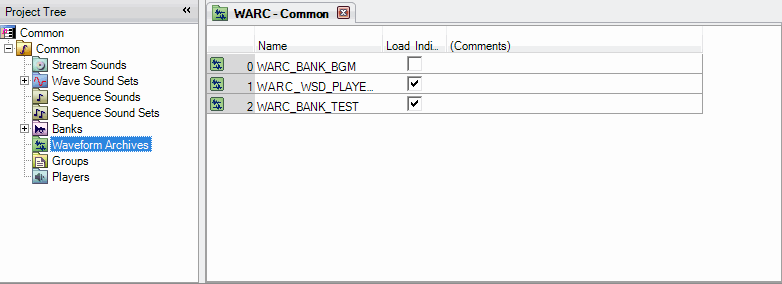 Project Tree «
Common
Common
Stream Sounds
Wave Sound Sets
Sequence Sounds
Sequence Sound Sets
Banks
Waveform Archives
Groups
Players
WARC - Common
Name Load Indi... (Comments)
0 WARC_BANK_BGM
1 WARC_WSD_PLAYE...
2 WARC_BANK_TEST